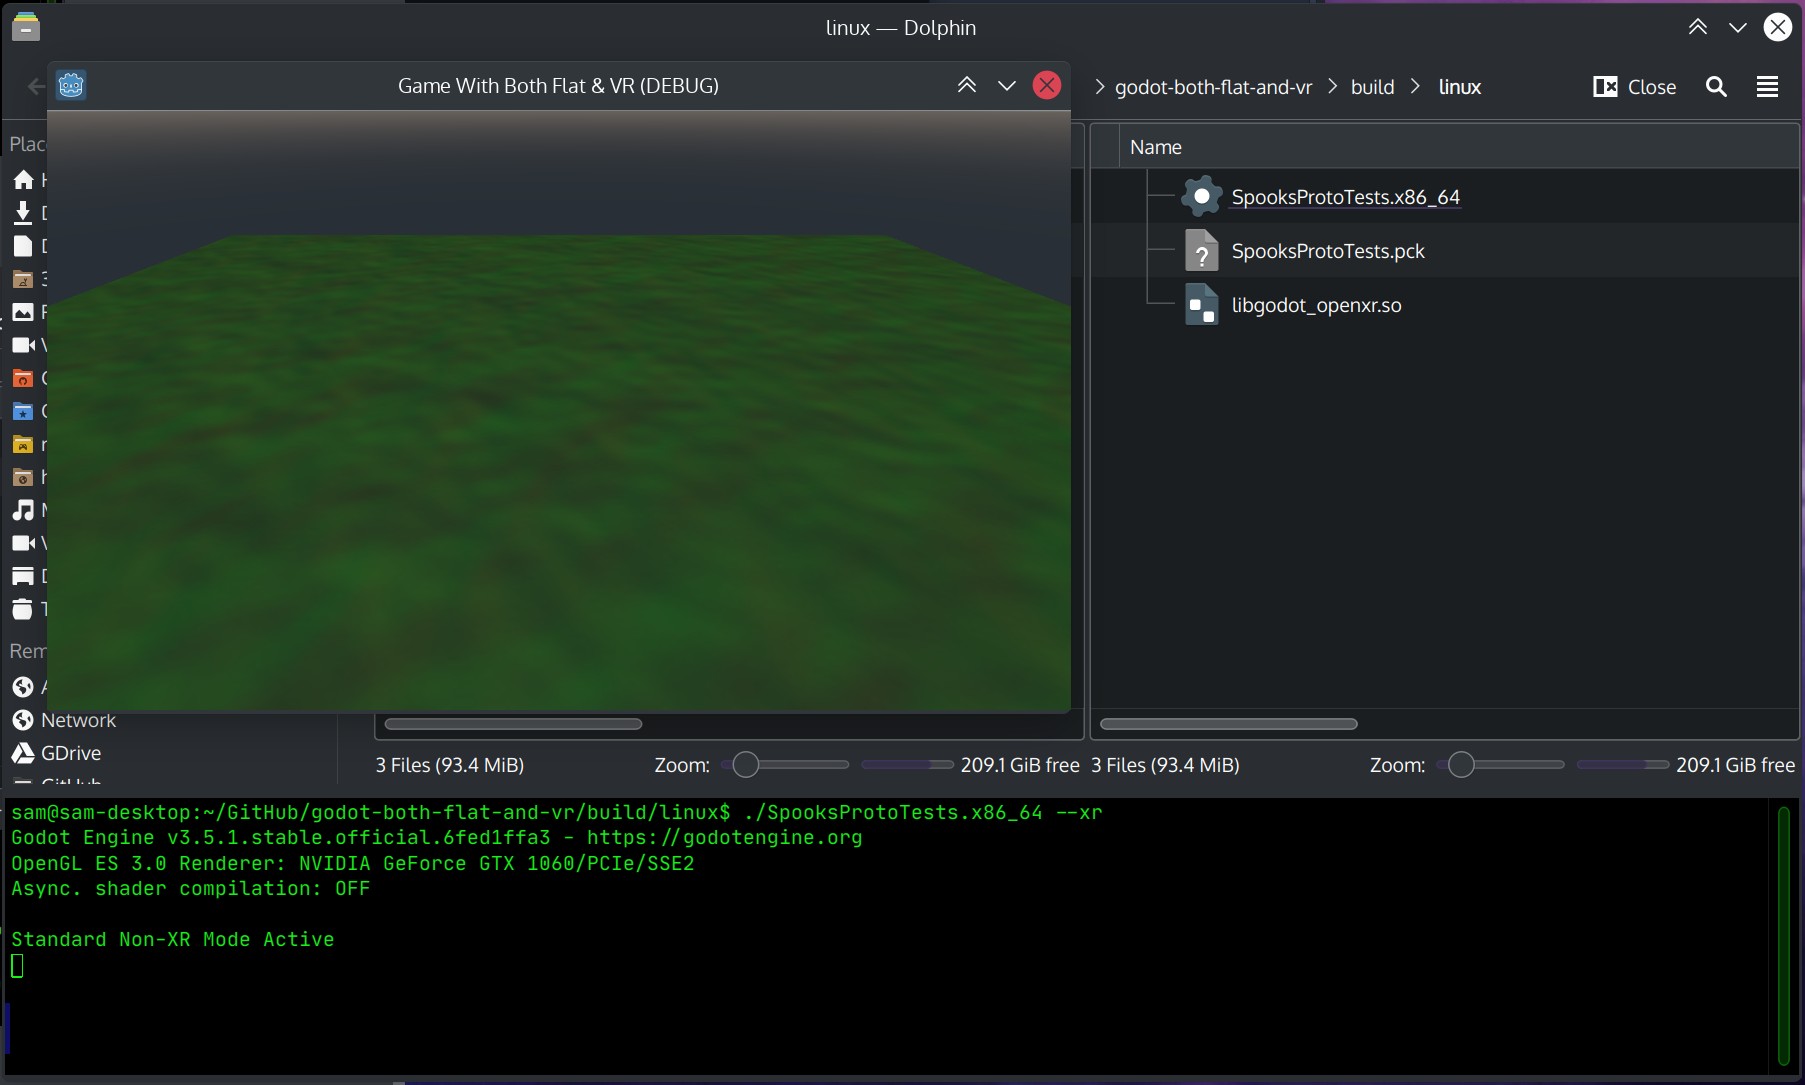 linux — Dolphin
Game With Both Flat & VR (DEBUG)
godot-both-flat-and-vr
build
linux
Close
Name
SpooksProtoTests.x86_64
SpooksProtoTests.pck
libgodot_openxr.so
Network
GDrive
3 Files (93.4 MiB)
Zoom:
209.1 GiB free
3 Files (93.4 MiB)
Zoom:
209.1 GiB free
sam@sam-desktop:~/GitHub/godot-both-flat-and-vr/build/linux$ ./SpooksProtoTests.x86_64 --xr
Godot Engine v3.5.1.stable.official.6fed1ffa3 - https://godotengine.org
OpenGL ES 3.0 Renderer: NVIDIA GeForce GTX 1060/PCIe/SSE2
Async. shader compilation: OFF
Standard Non-XR Mode Active